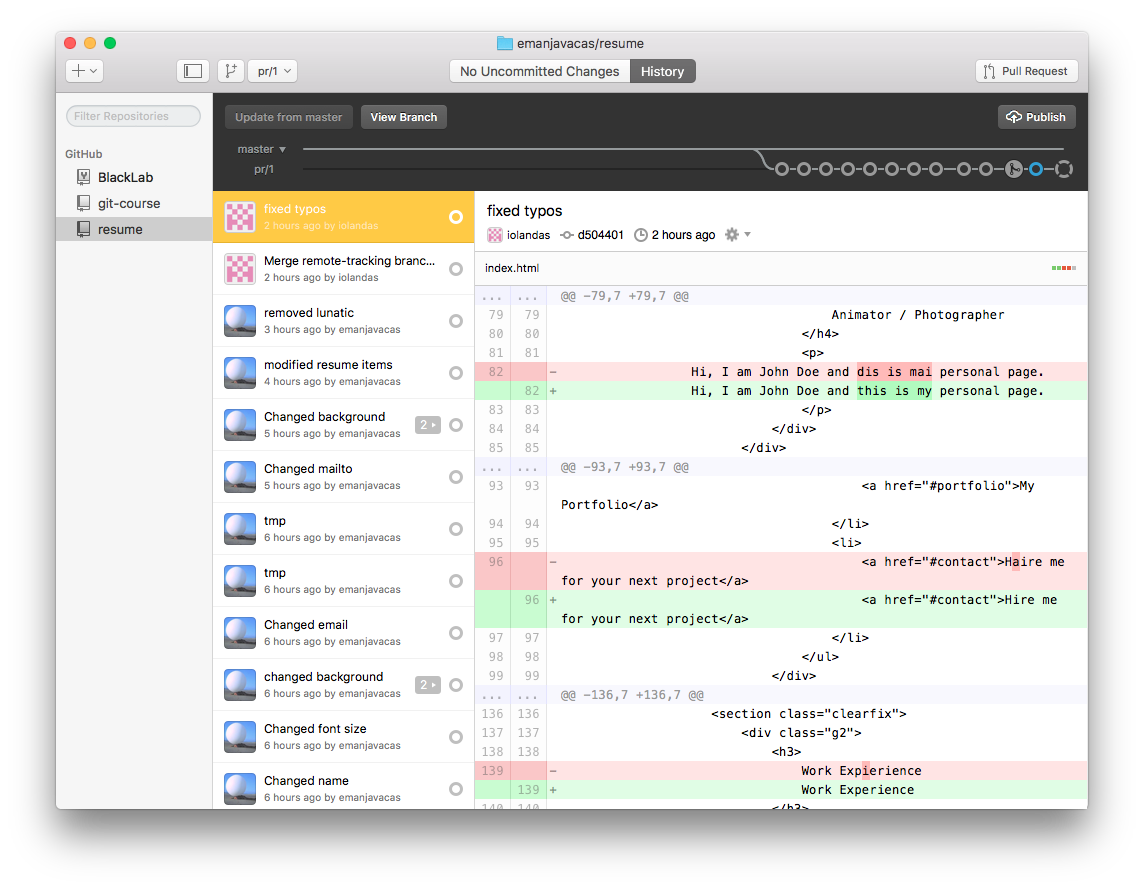 emanjavacas/resume
pr/1
No Uncommitted Changes
History
Pull Request
Filter Repositories
GitHub
BlackLab
git-course
resume
Update from master
View Branch
Publish
master
pr/1
fixed typos
2 hours ago by iolandas
Merge remote-tracking branc...
2 hours ago by iolandas
removed lunatic
3 hours ago by emanjavacas
modified resume items
4 hours ago by emanjavacas
Changed background
5 hours ago by emanjavacas
2
Changed mailto
5 hours ago by emanjavacas
tmp
6 hours ago by emanjavacas
tmp
6 hours ago by emanjavacas
Changed email
6 hours ago by emanjavacas
changed background
6 hours ago by emanjavacas
2
Changed font size
6 hours ago by emanjavacas
Changed name
6 hours ago by emanjavacas
fixed typos
iolandas d504401 2 hours ago
index.html
... ... @@ -79,7 +79,7 @@
79 79 Animator / Photographer
80 80 </h4>
81 81 <p>
82 - Hi, I am John Doe and dis is mai personal page.
82 + Hi, I am John Doe and this is my personal page.
83 83 </p>
84 84 </div>
85 85 </div>
... ... @@ -93,7 +93,7 @@
93 93 <a href="#portfolio">My
Portfolio</a>
94 94 </li>
95 95 <li>
96 - <a href="#contact">Haire me
for your next project</a>
96 + <a href="#contact">Hire me
for your next project</a>
97 97 </li>
98 98 </ul>
99 99 </div>
... ... @@ -136,7 +136,7 @@
136 136 <section class="clearfix">
137 137 <div class="g2">
138 138 <h3>
139 - Work Expierience
139 + Work Experience
140 140 </h3>